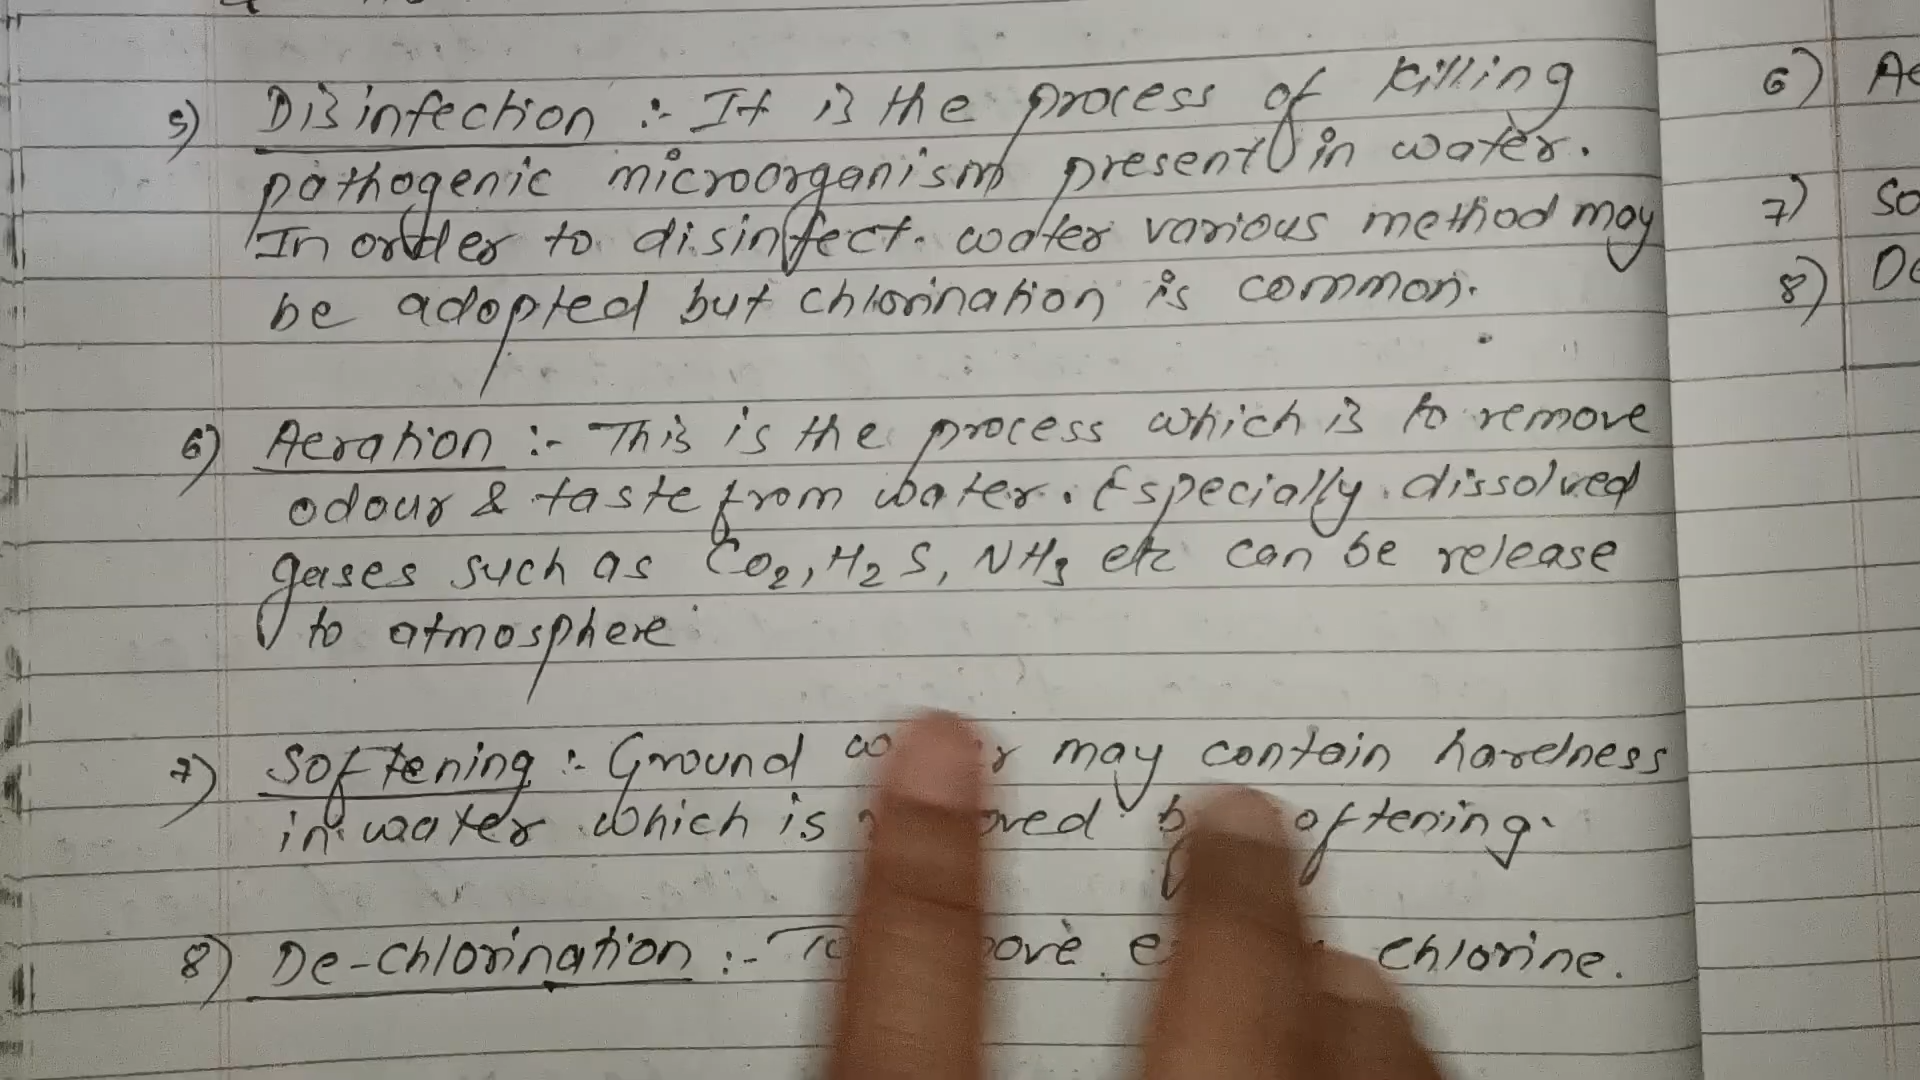 5) Disinfection :- It is the process of killing
pathogenic microorganism present in water.
In order to disinfect water various method may
be adopted but chlorination is common.
6) Aeration :- This is the process which is to remove
odour & taste from water. Especially dissolved
gases such as CO2, H2S, NH3 etc can be release
to atmosphere
7) Softening :- Ground may contain hardness
in water which is softening.
8) De-chlorination :- chlorine.
6) Ae
7) So
8) De